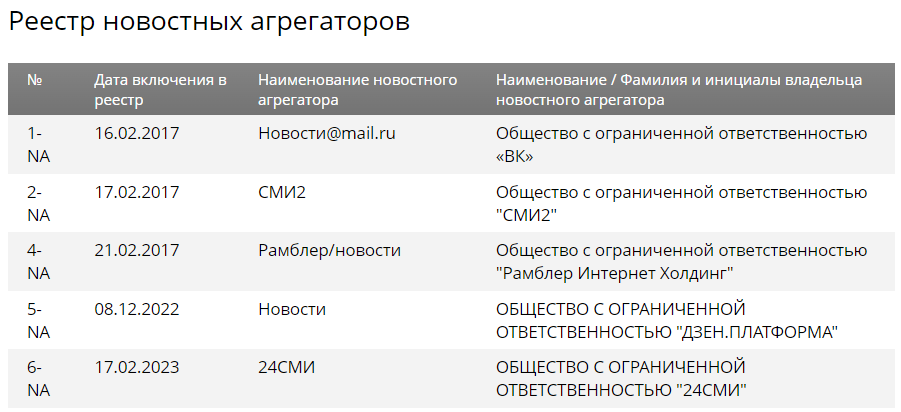 Реестр новостных агрегаторов
№ Дата включения в реестр Наименование новостного агрегатора Наименование / Фамилия и инициалы владельца новостного агрегатора
1-NA 16.02.2017 Новости@mail.ru Общество с ограниченной ответственностью «ВК»
2-NA 17.02.2017 СМИ2 Общество с ограниченной ответственностью "СМИ2"
4-NA 21.02.2017 Рамблер/новости Общество с ограниченной ответственностью "Рамблер Интернет Холдинг"
5-NA 08.12.2022 Новости ОБЩЕСТВО С ОГРАНИЧЕННОЙ ОТВЕТСТВЕННОСТЬЮ "ДЗЕН.ПЛАТФОРМА"
6-NA 17.02.2023 24СМИ ОБЩЕСТВО С ОГРАНИЧЕННОЙ ОТВЕТСТВЕННОСТЬЮ "24СМИ"